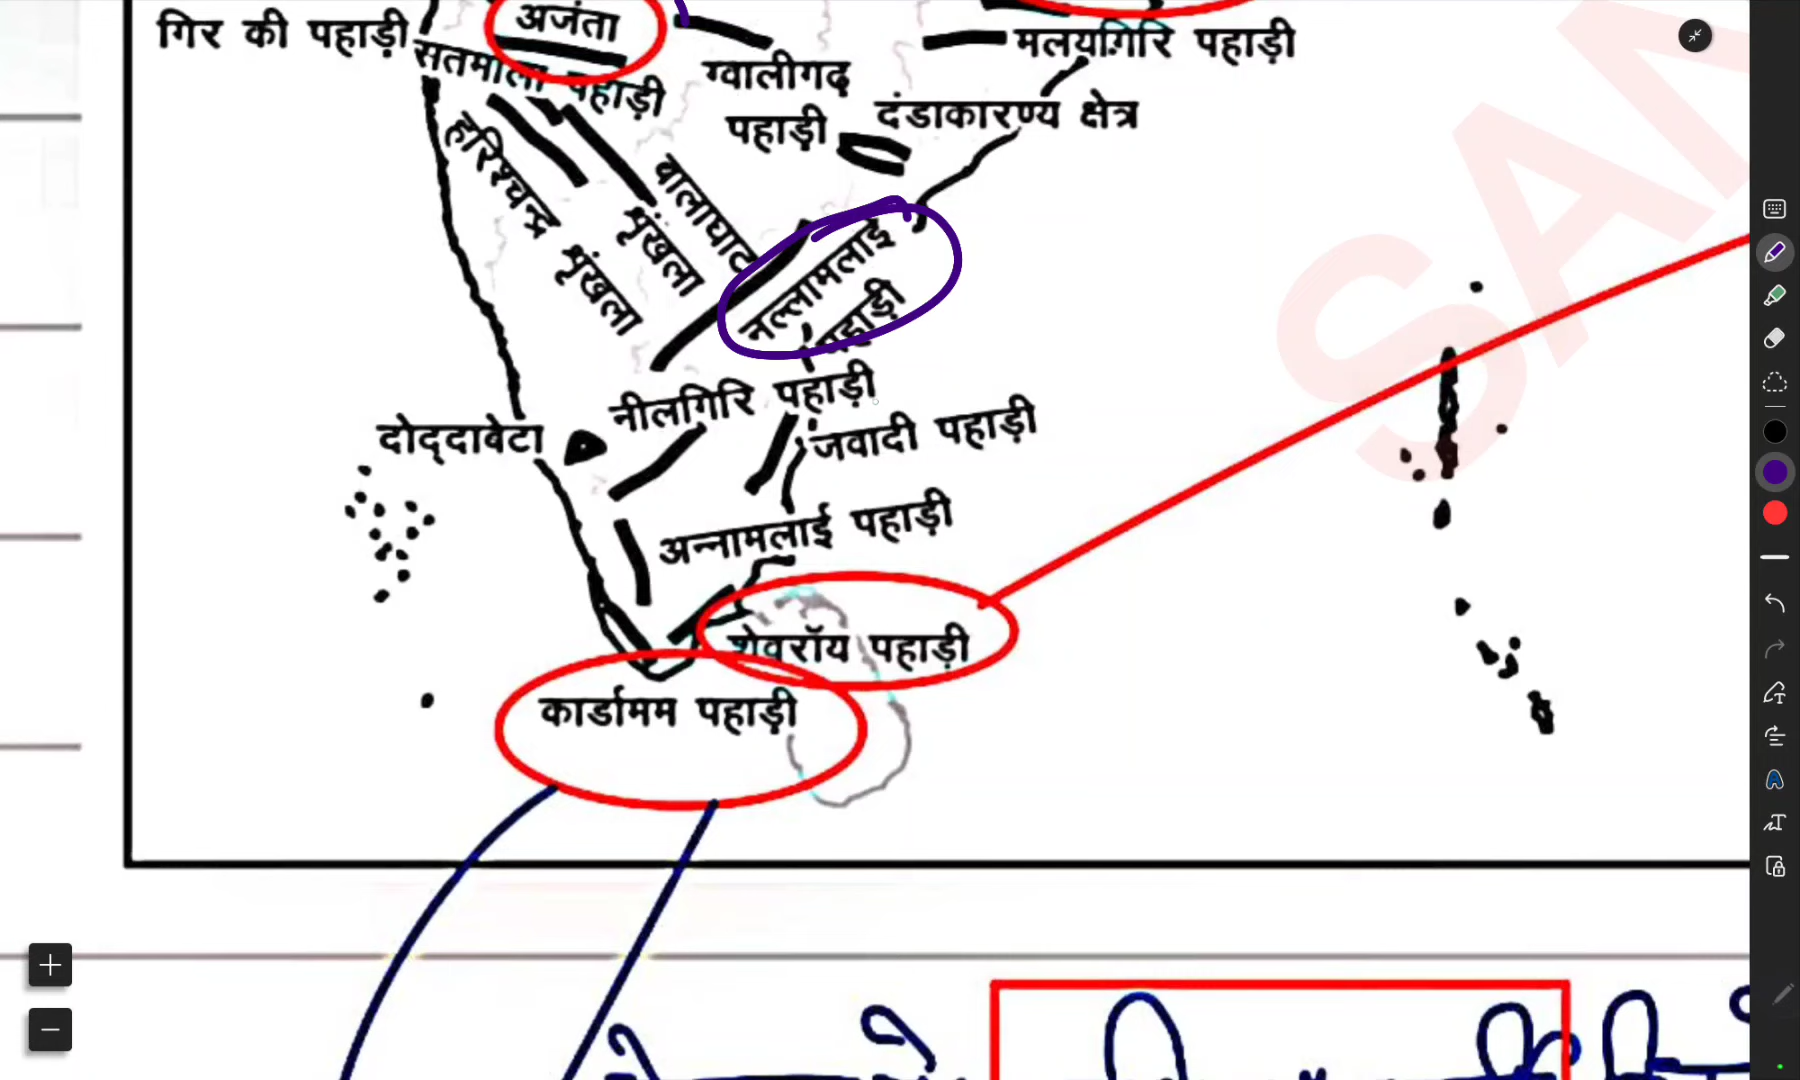 अजंता
गिर की पहाड़ी
सतमाला पहाड़ी
ग्वालीगढ़
पहाड़ी
मलयगिरि पहाड़ी
दंडाकारण्य क्षेत्र
हरिश्चन्द्र श्रृंखला
बालाघाट
श्रृंखला
नल्लामलाई
पहाड़ी
नीलगिरि पहाड़ी
दोद्दाबेटा
जवादी पहाड़ी
अन्नामलाई पहाड़ी
शेवरॉय पहाड़ी
कार्डामम पहाड़ी
SAN